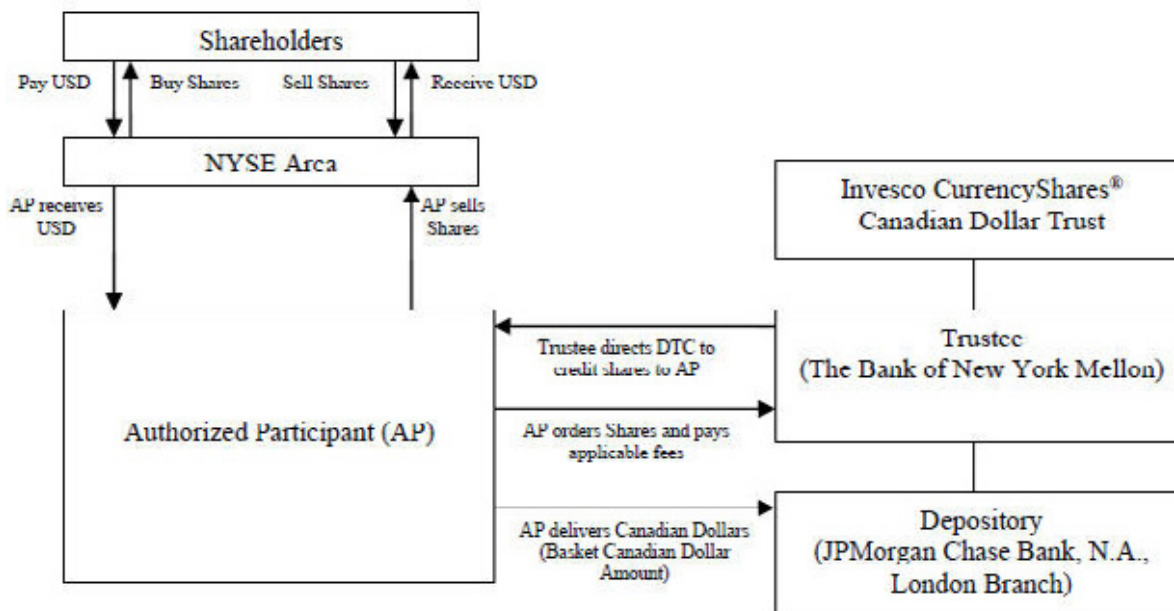 Shareholders
Pay USD
Buy Shares
Sell Shares
Receive USD
NYSE Arca
AP receives
USD
AP sells
Shares
Invesco CurrencyShares®
Canadian Dollar Trust
Trustee directs DTC to
credit shares to AP
Trustee
(The Bank of New York Mellon)
Authorized Participant (AP)
AP orders Shares and pays
applicable fees
AP delivers Canadian Dollars
(Basket Canadian Dollar
Amount)
Depository
(JPMorgan Chase Bank, N.A.,
London Branch)